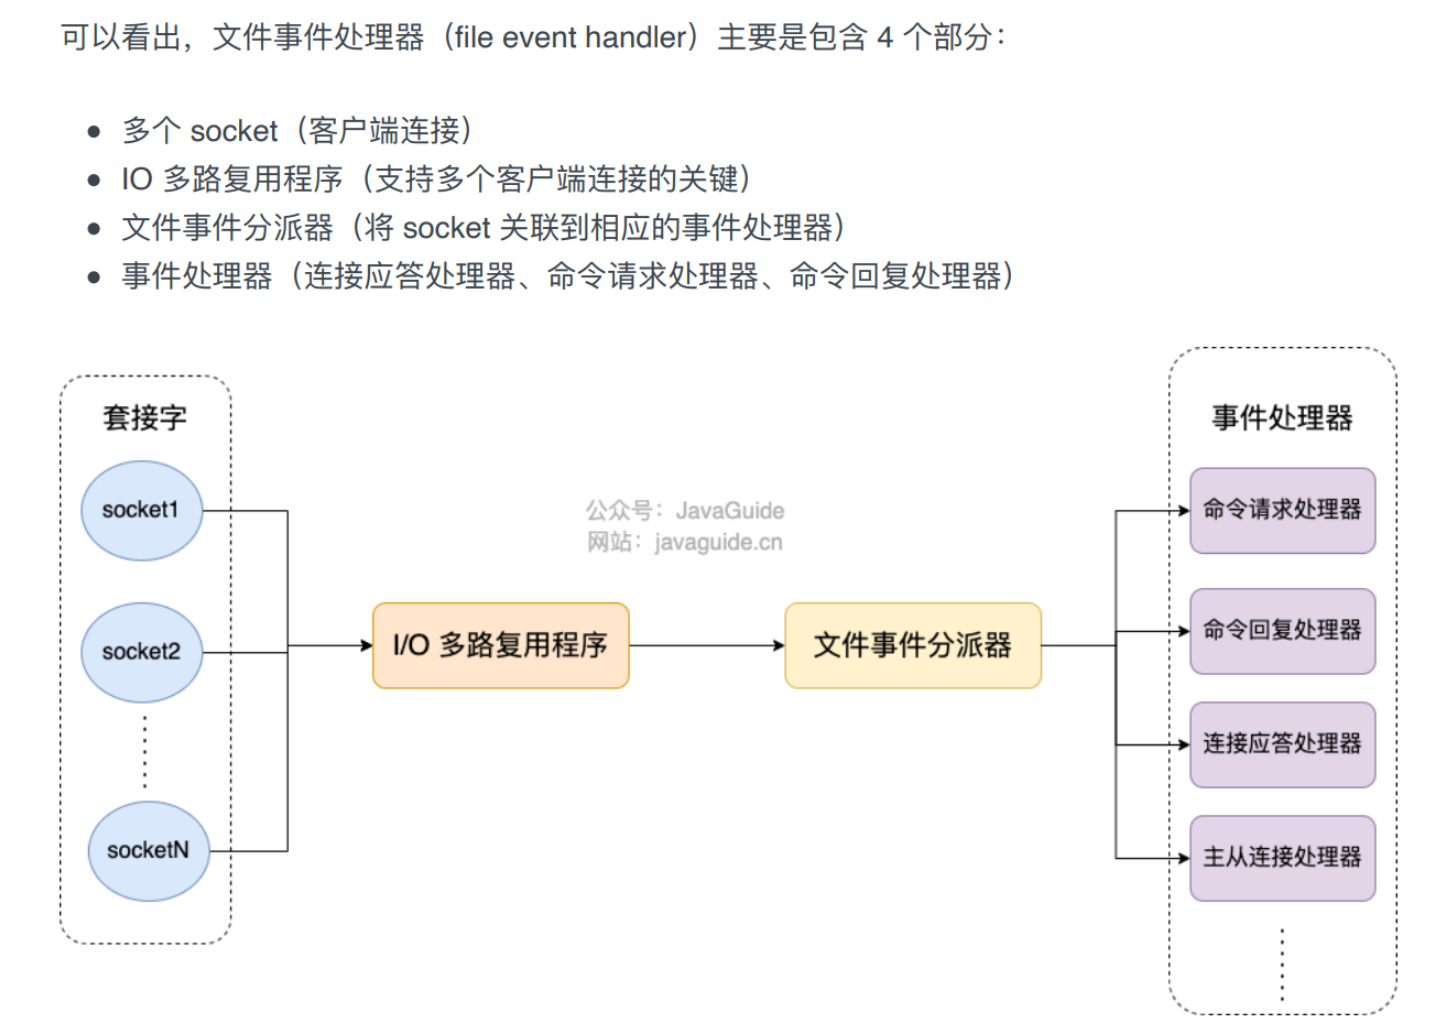 可以看出，文件事件处理器（file event handler）主要是包含 4 个部分：
多个 socket（客户端连接）
IO 多路复用程序（支持多个客户端连接的关键）
文件事件分派器（将 socket 关联到相应的事件处理器）
事件处理器（连接应答处理器、命令请求处理器、命令回复处理器）
套接字
socket1
socket2
socketN
公众号：JavaGuide
网站：javaguide.cn
I/O 多路复用程序
文件事件分派器
事件处理器
命令请求处理器
命令回复处理器
连接应答处理器
主从连接处理器